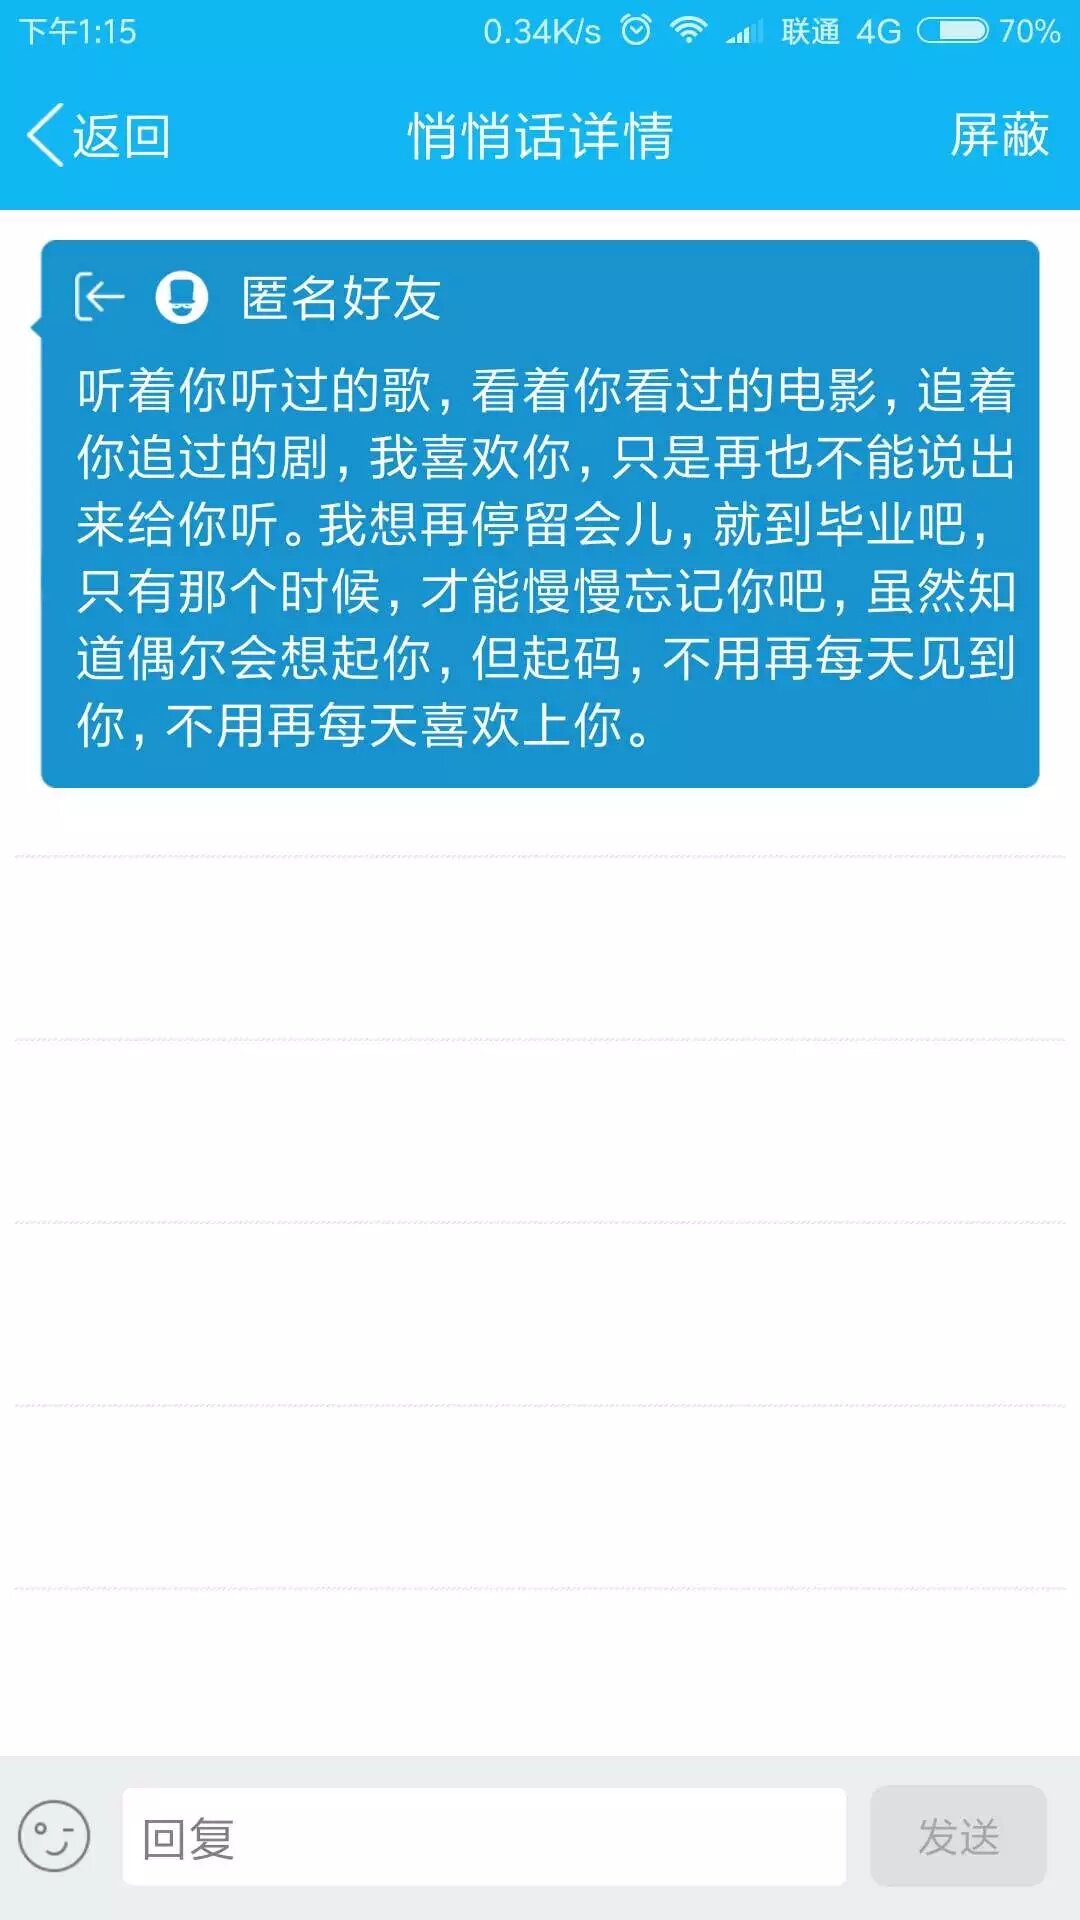 下午1:15 0.34K/s 联通 4G 70%
返回 悄悄话详情 屏蔽
匿名好友
听着你听过的歌，看着你看过的电影，追着
你追过的剧，我喜欢你，只是再也不能说出
来给你听。我想再停留会儿，就到毕业吧，
只有那个时候，才能慢慢忘记你吧，虽然知
道偶尔会想起你，但起码，不用再每天见到
你，不用再每天喜欢上你。
回复 发送